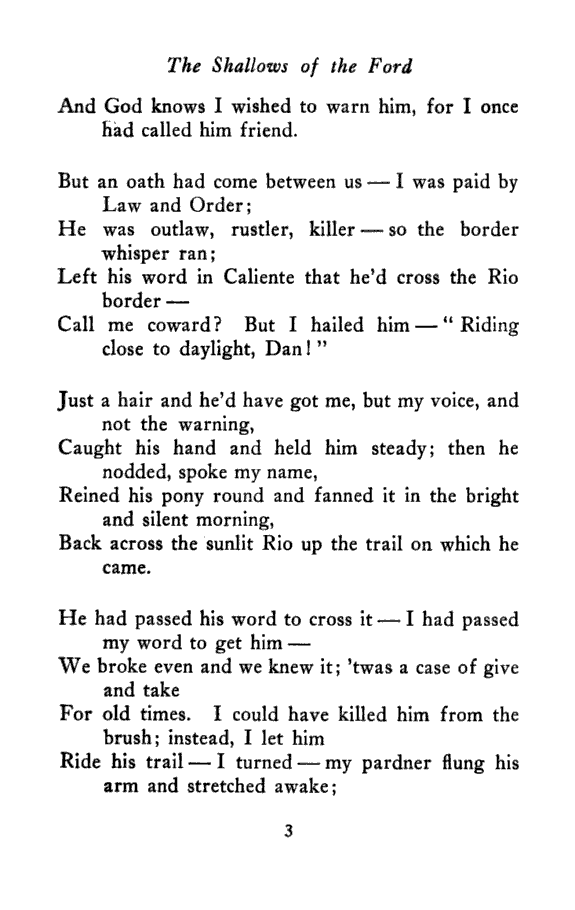 The Shallows of the Ford
And God knows I wished to warn him, for I once
had called him friend.
But an oath had come between us — I was paid by
Law and Order;
He was outlaw, rustler, killer — so the border
whisper ran;
Left his word in Caliente that he'd cross the Rio
border —
Call me coward? But I hailed him — " Riding
close to daylight, Dan! "
Just a hair and he'd have got me, but my voice, and
not the warning,
Caught his hand and held him steady; then he
nodded, spoke my name,
Reined his pony round and fanned it in the bright
and silent morning,
Back across the sunlit Rio up the trail on which he
came.
He had passed his word to cross it — I had passed
my word to get him —
We broke even and we knew it; 'twas a case of give
and take
For old times. I could have killed him from the
brush; instead, I let him
Ride his trail — I turned — my pardner flung his
arm and stretched awake;
3